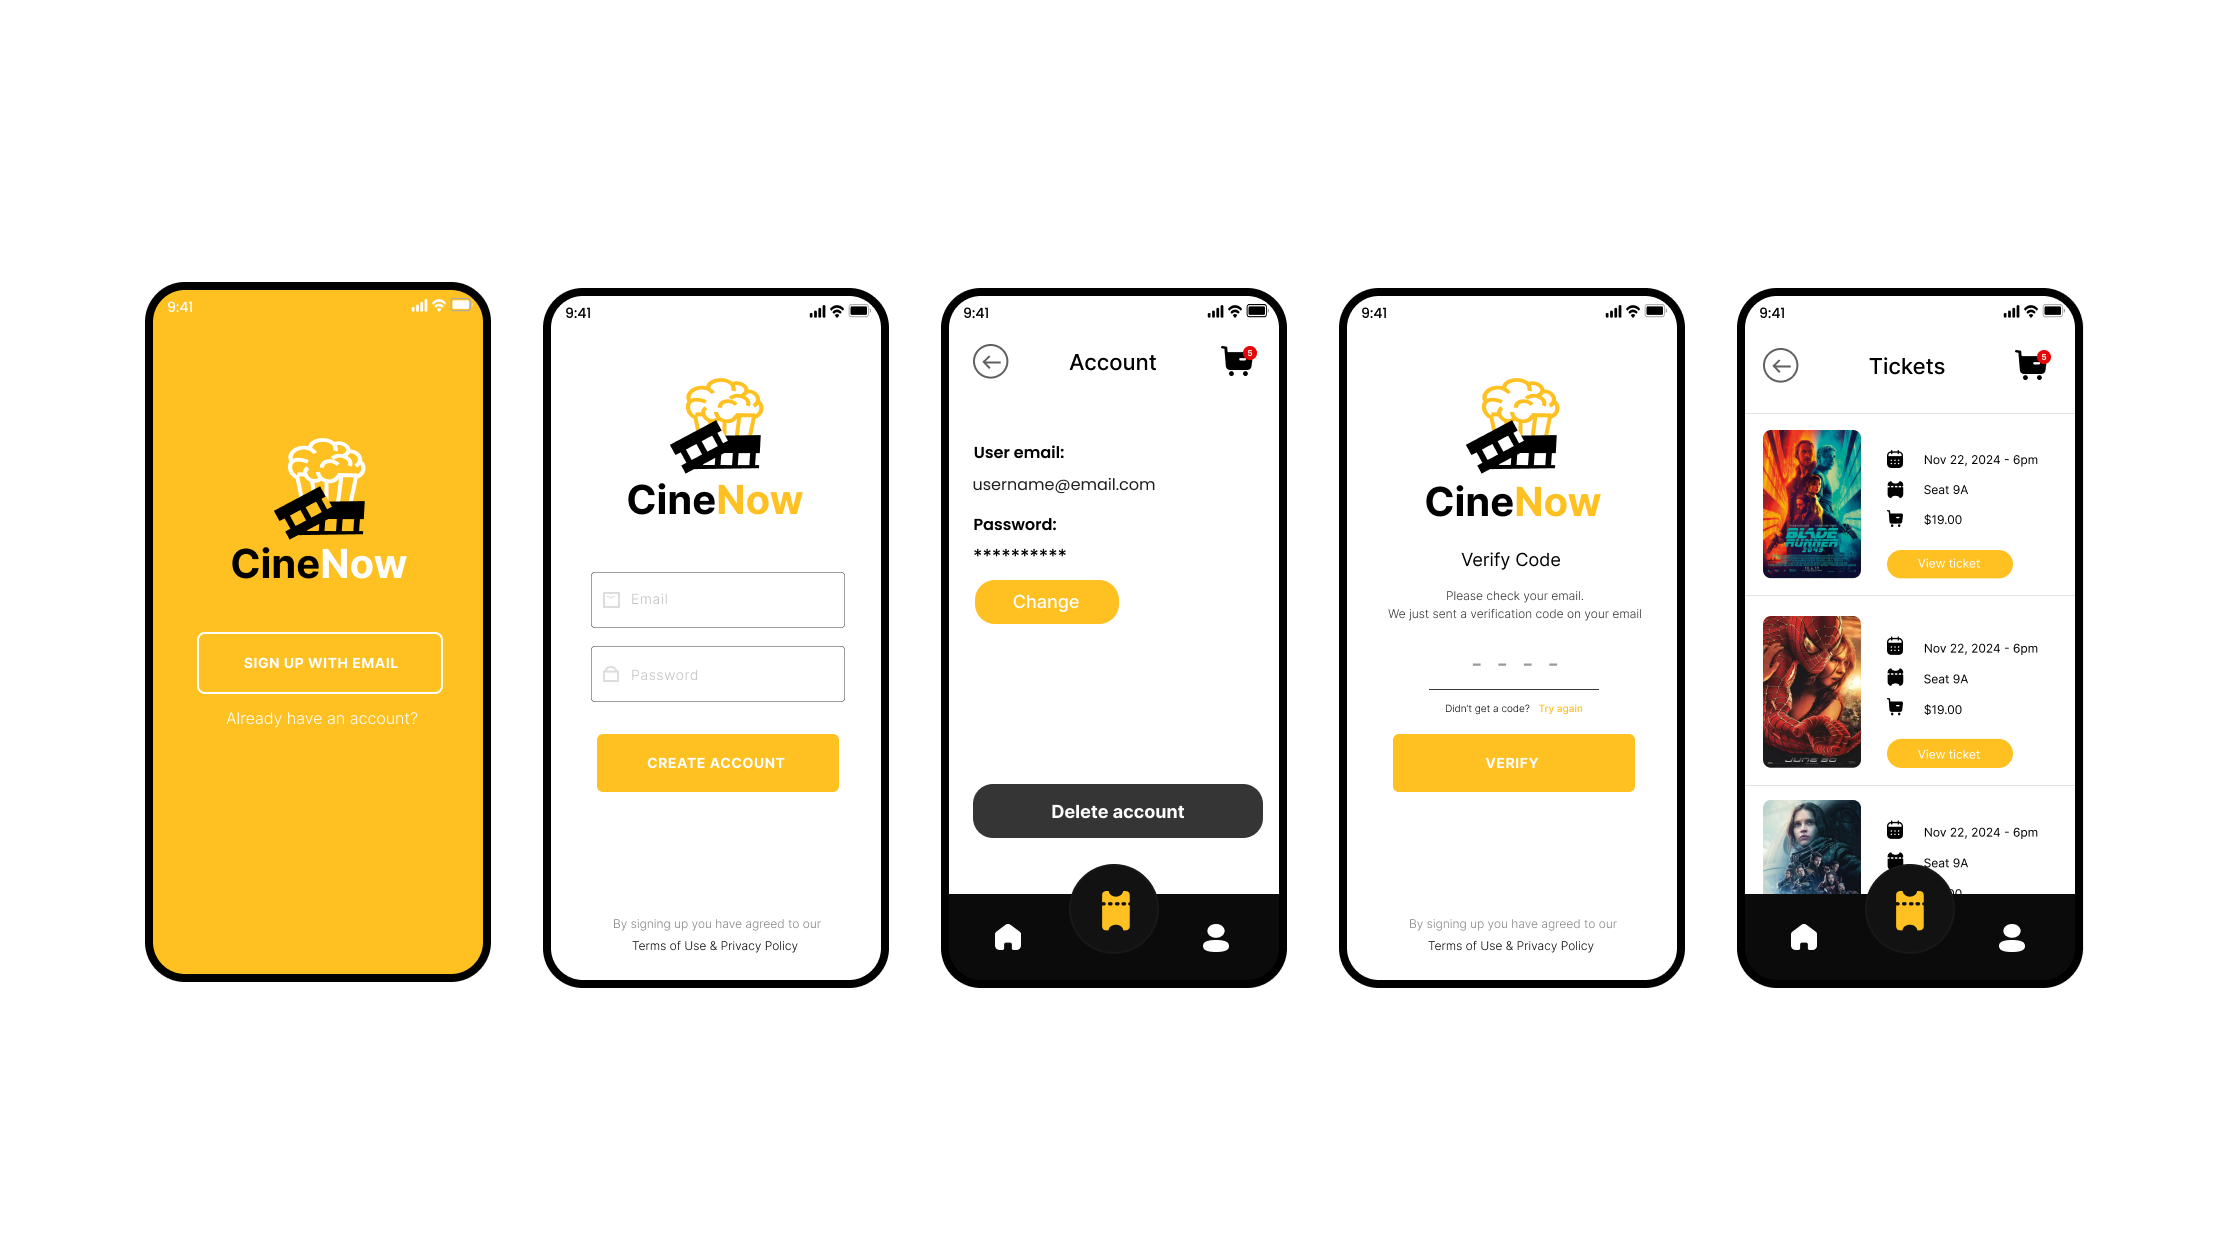 9:41
CineNow
SIGN UP WITH EMAIL
Already have an account?
9:41
CineNow
Email
Password
CREATE ACCOUNT
By signing up you have agreed to our
Terms of Use & Privacy Policy
9:41
Account
5
User email:
username@email.com
Password:
**********
Change
Delete account
9:41
CineNow
Verify Code
Please check your email.
We just sent a verification code on your email
- - - -
Didn't get a code? Try again
VERIFY
By signing up you have agreed to our
Terms of Use & Privacy Policy
9:41
Tickets
5
BLADE
RUNNER
2049
Nov 22, 2024 - 6pm
Seat 9A
$19.00
View ticket
JUNE 30
Nov 22, 2024 - 6pm
Seat 9A
$19.00
View ticket
Nov 22, 2024 - 6pm
Seat 9A